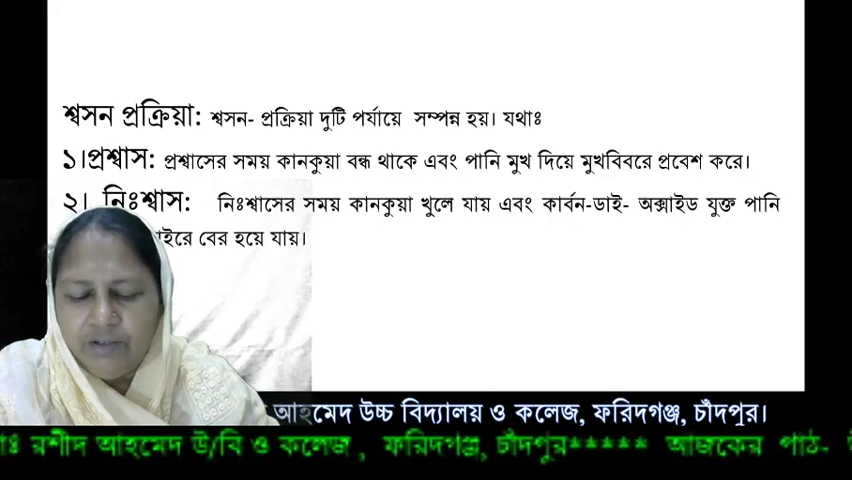 শ্বসন প্রক্রিয়া: শ্বসন- প্রক্রিয়া দুটি পর্যায়ে সম্পন্ন হয়। যথাঃ
১।প্রশ্বাস: প্রশ্বাসের সময় কানকুয়া বন্ধ থাকে এবং পানি মুখ দিয়ে মুখবিবরে প্রবেশ করে।
২। নিঃশ্বাস: নিঃশ্বাসের সময় কানকুয়া খুলে যায় এবং কার্বন-ডাই- অক্সাইড যুক্ত পানি
বের হয়ে যায়।
আহমেদ উচ্চ বিদ্যালয় ও কলেজ, ফরিদগঞ্জ, চাঁদপুর।
রশীদ আহমেদ উ/বি ও কলেজ , ফরিদগঞ্জ, চাঁদপুর***** আজকের পাঠ-